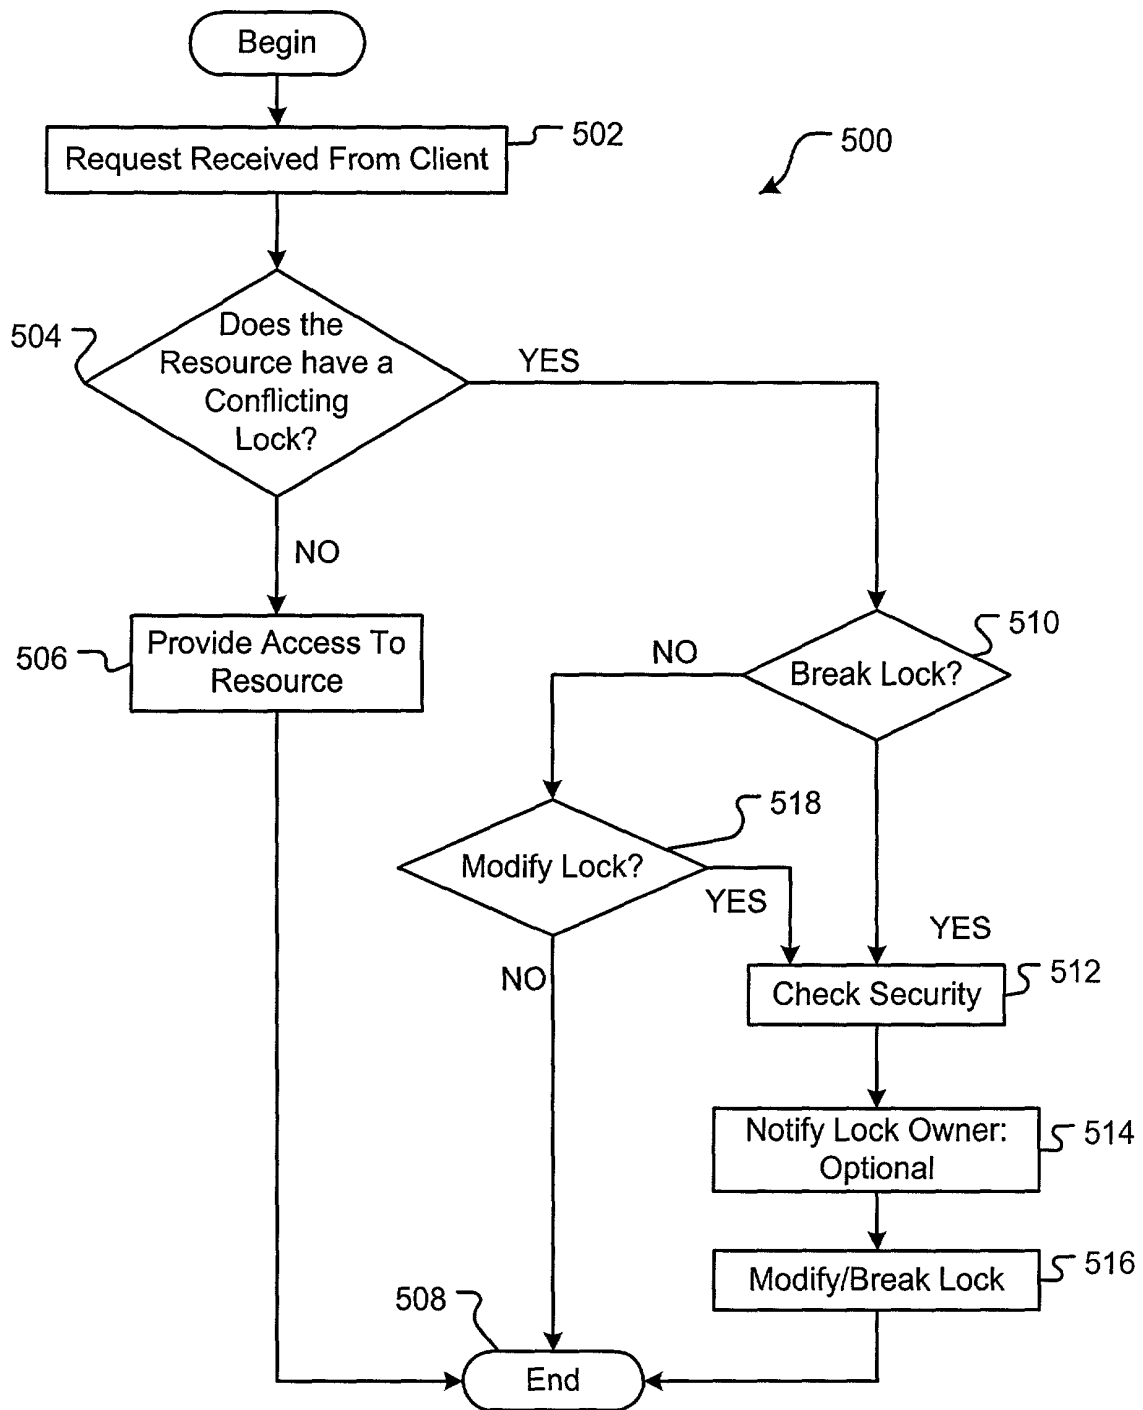 Begin
Request Received From Client
502
500
504
Does the
Resource have a
Conflicting
Lock?
YES
NO
506
Provide Access To
Resource
510
Break Lock?
NO
518
Modify Lock?
YES
YES
NO
512
Check Security
Notify Lock Owner:
Optional
514
Modify/Break Lock
516
508
End